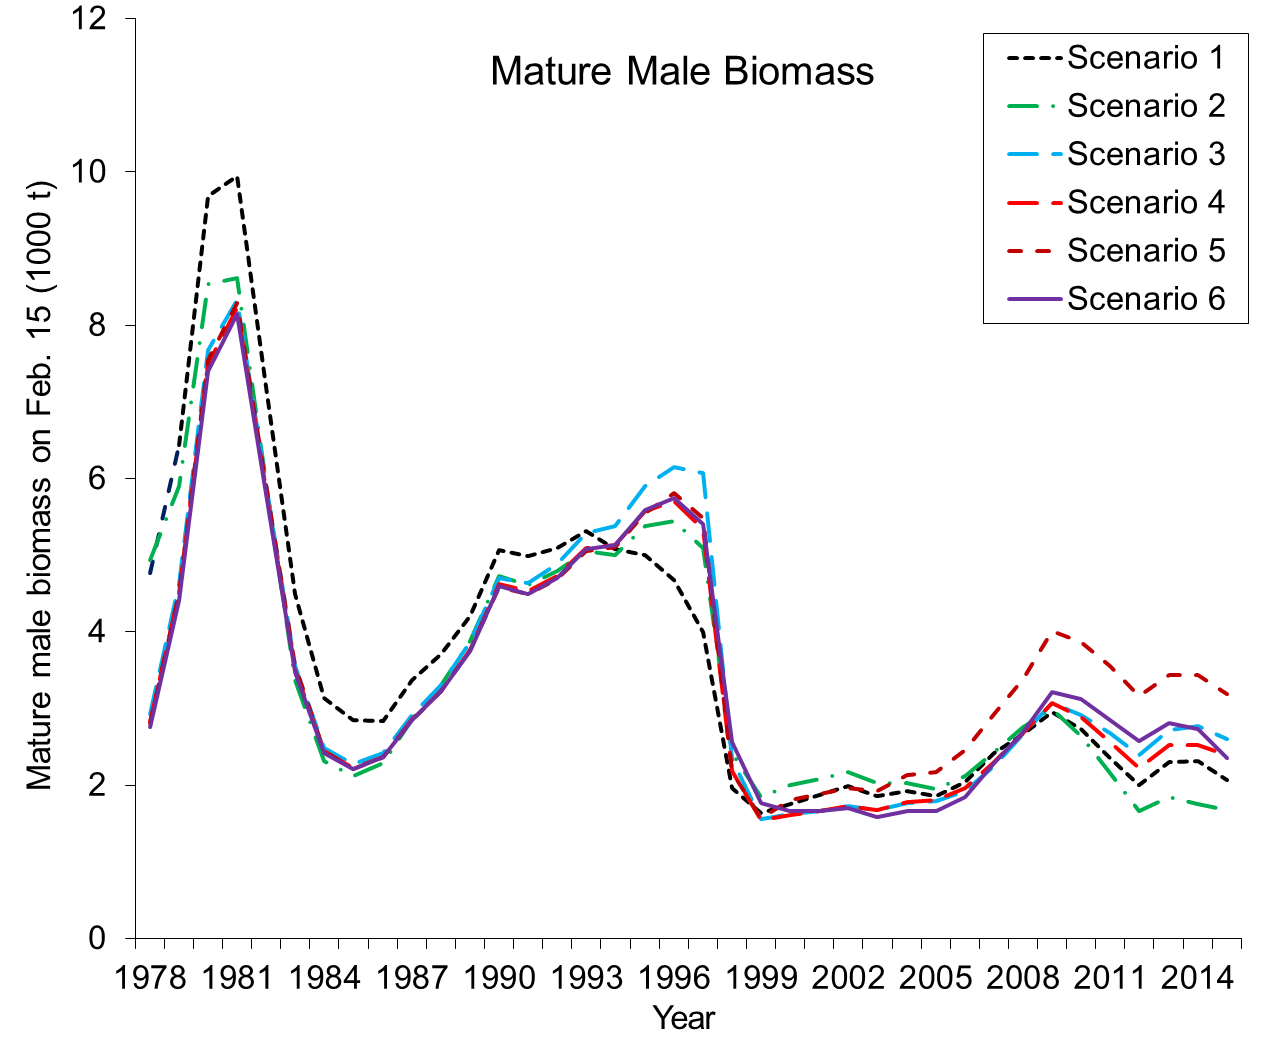 Mature Male Biomass
Scenario 1
Scenario 2
Scenario 3
Scenario 4
Scenario 5
Scenario 6
Mature male biomass on Feb. 15 (1000 t)
12
10
8
6
4
2
0
1978 1981 1984 1987 1990 1993 1996 1999 2002 2005 2008 2011 2014
Year